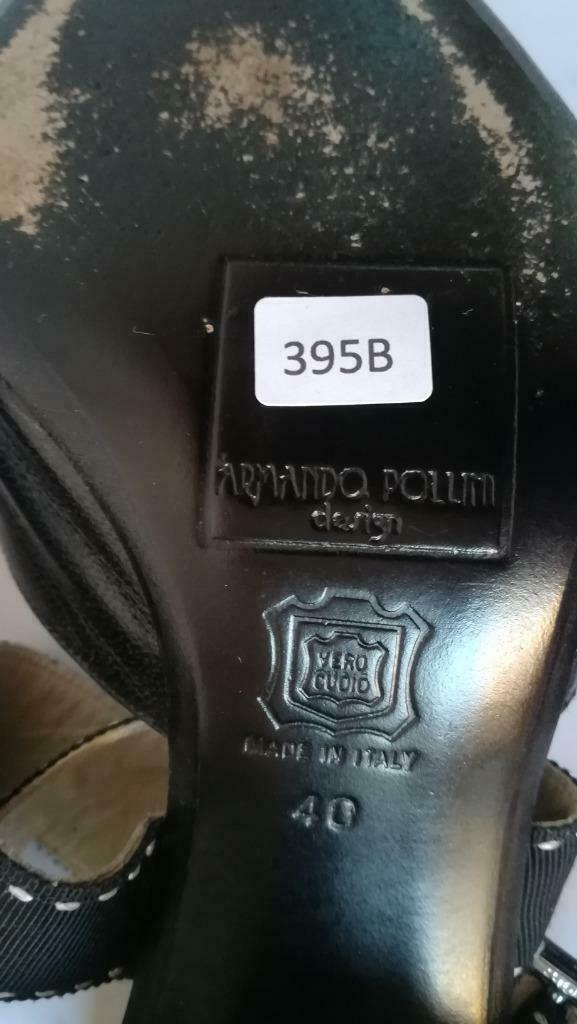 395B
ARMANDO POLLINI
design
VERO
CUOIO
MADE IN ITALY
40